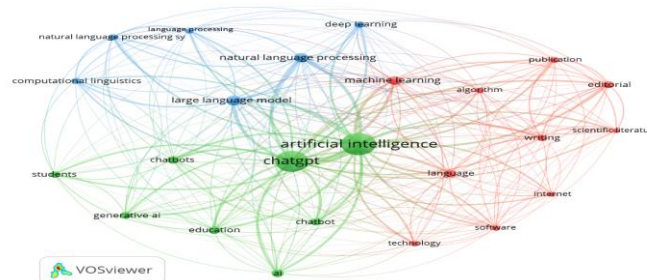 deep learning
language processing
natural language processing sy
natural language processing
publication
computational linguistics
machine learning
editorial
algorithm
large language model
scientific literatu
writing
artificial intelligence
chatgpt
chatbots
language
students
internet
generative ai
chatbot
education
software
technology
ai
VOSviewer